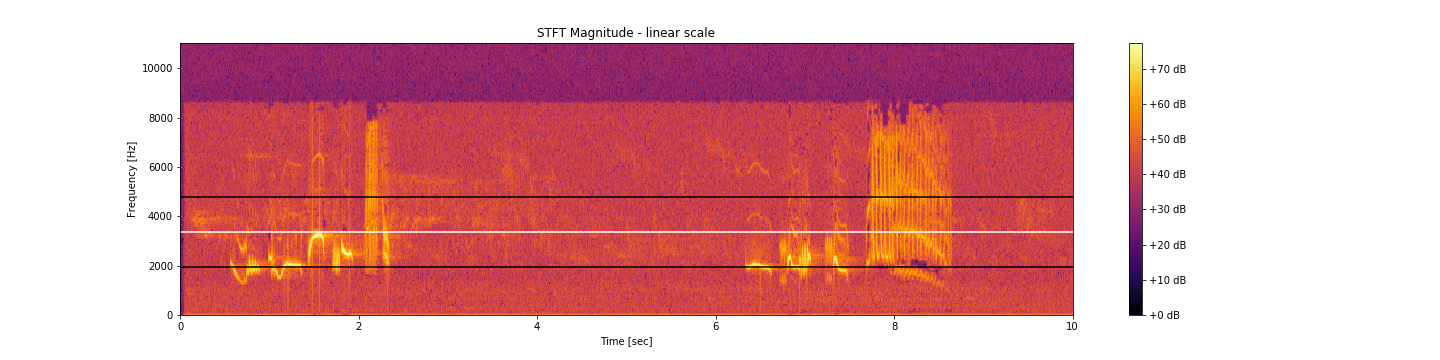 STFT Magnitude - linear scale
Frequency [Hz]
10000
8000
6000
4000
2000
0
0 2 4 6 8 10
Time [sec]
+70 dB
+60 dB
+50 dB
+40 dB
+30 dB
+20 dB
+10 dB
+0 dB